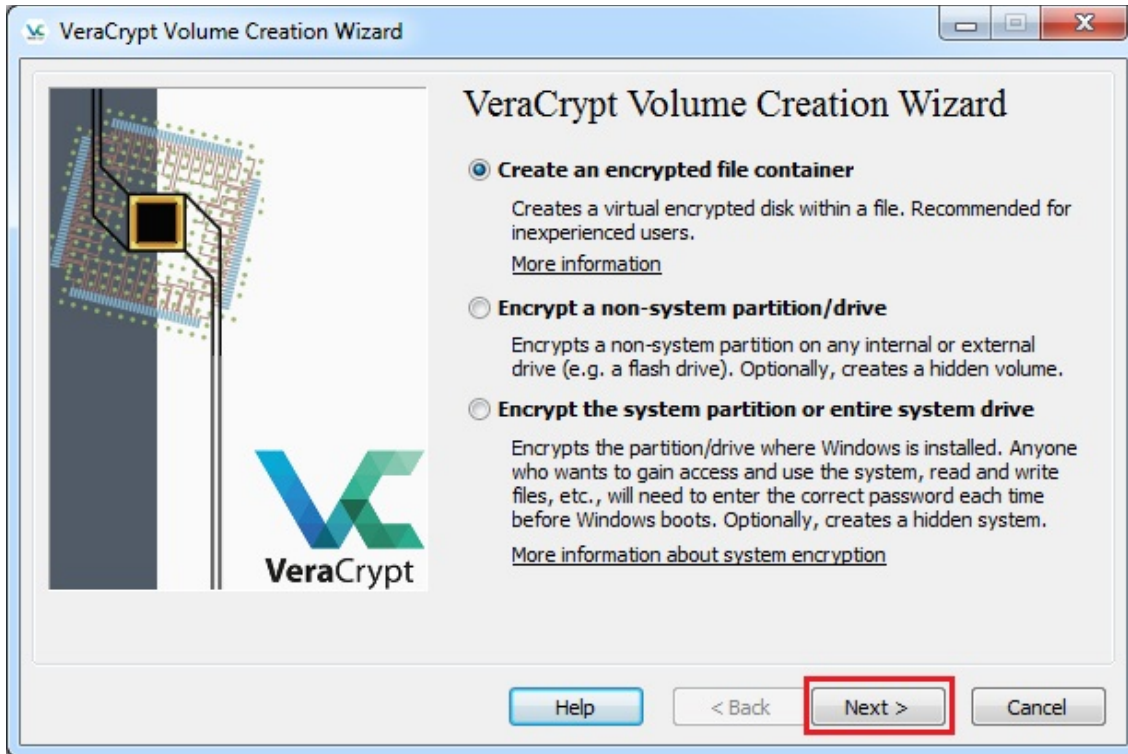 VeraCrypt Volume Creation Wizard
VeraCrypt Volume Creation Wizard
Create an encrypted file container
Creates a virtual encrypted disk within a file. Recommended for
inexperienced users.
More information
Encrypt a non-system partition/drive
Encrypts a non-system partition on any internal or external
drive (e.g. a flash drive). Optionally, creates a hidden volume.
Encrypt the system partition or entire system drive
Encrypts the partition/drive where Windows is installed. Anyone
who wants to gain access and use the system, read and write
files, etc., will need to enter the correct password each time
before Windows boots. Optionally, creates a hidden system.
More information about system encryption
VeraCrypt
Help
< Back
Next >
Cancel